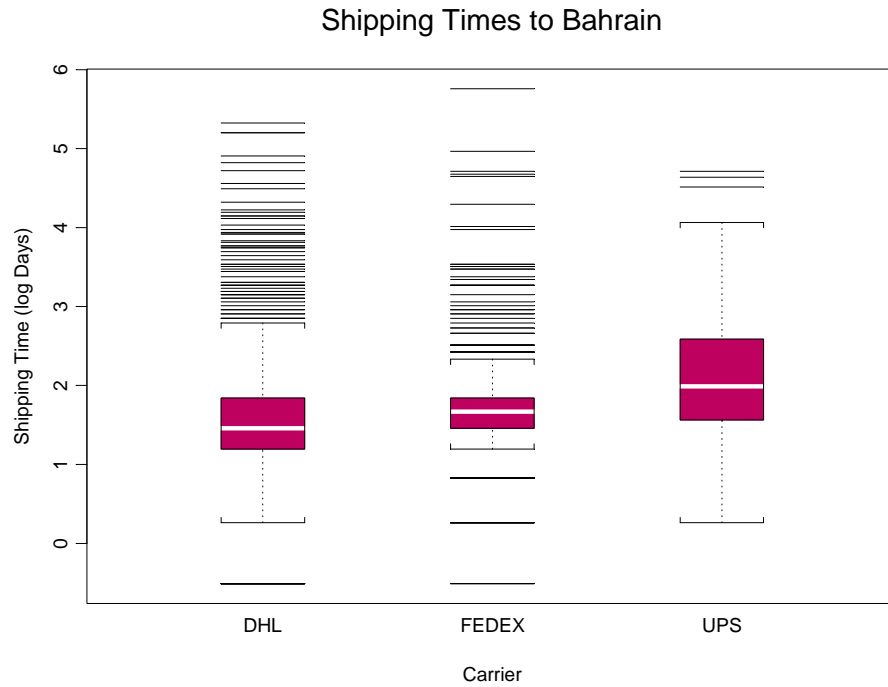 Shipping Times to Bahrain
Shipping Time (log Days)
6
5
4
3
2
1
0
DHL FEDEX UPS
Carrier